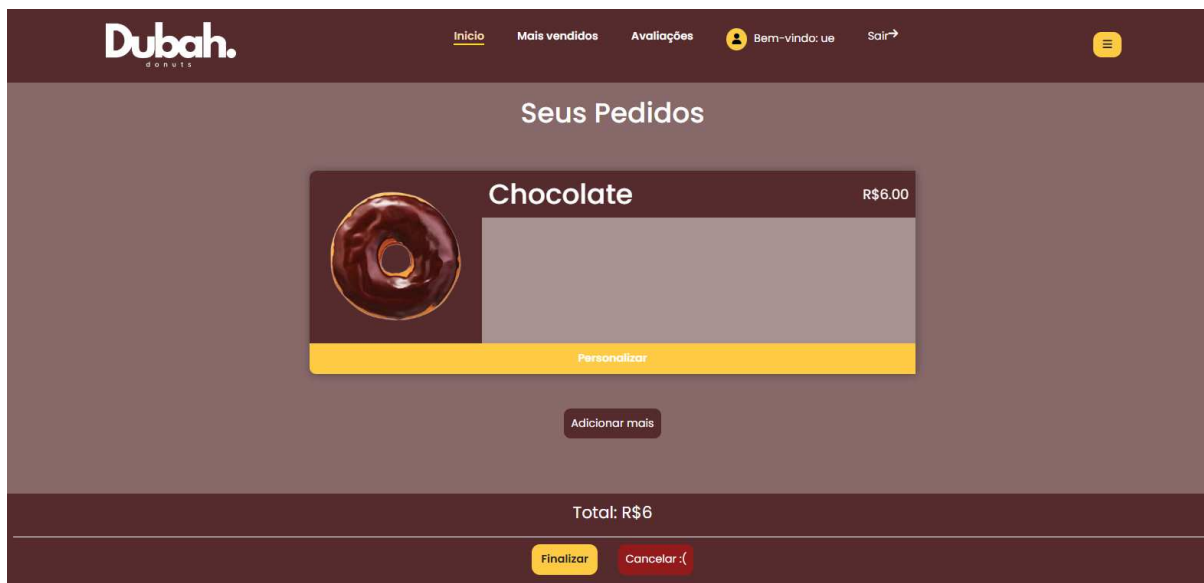 Dubah.
donuts
Inicio Mais vendidos Avaliações Bem-vindo: ue Sair
Seus Pedidos
Chocolate R$6.00
Personalizar
Adicionar mais
Total: R$6
Finalizar Cancelar :(